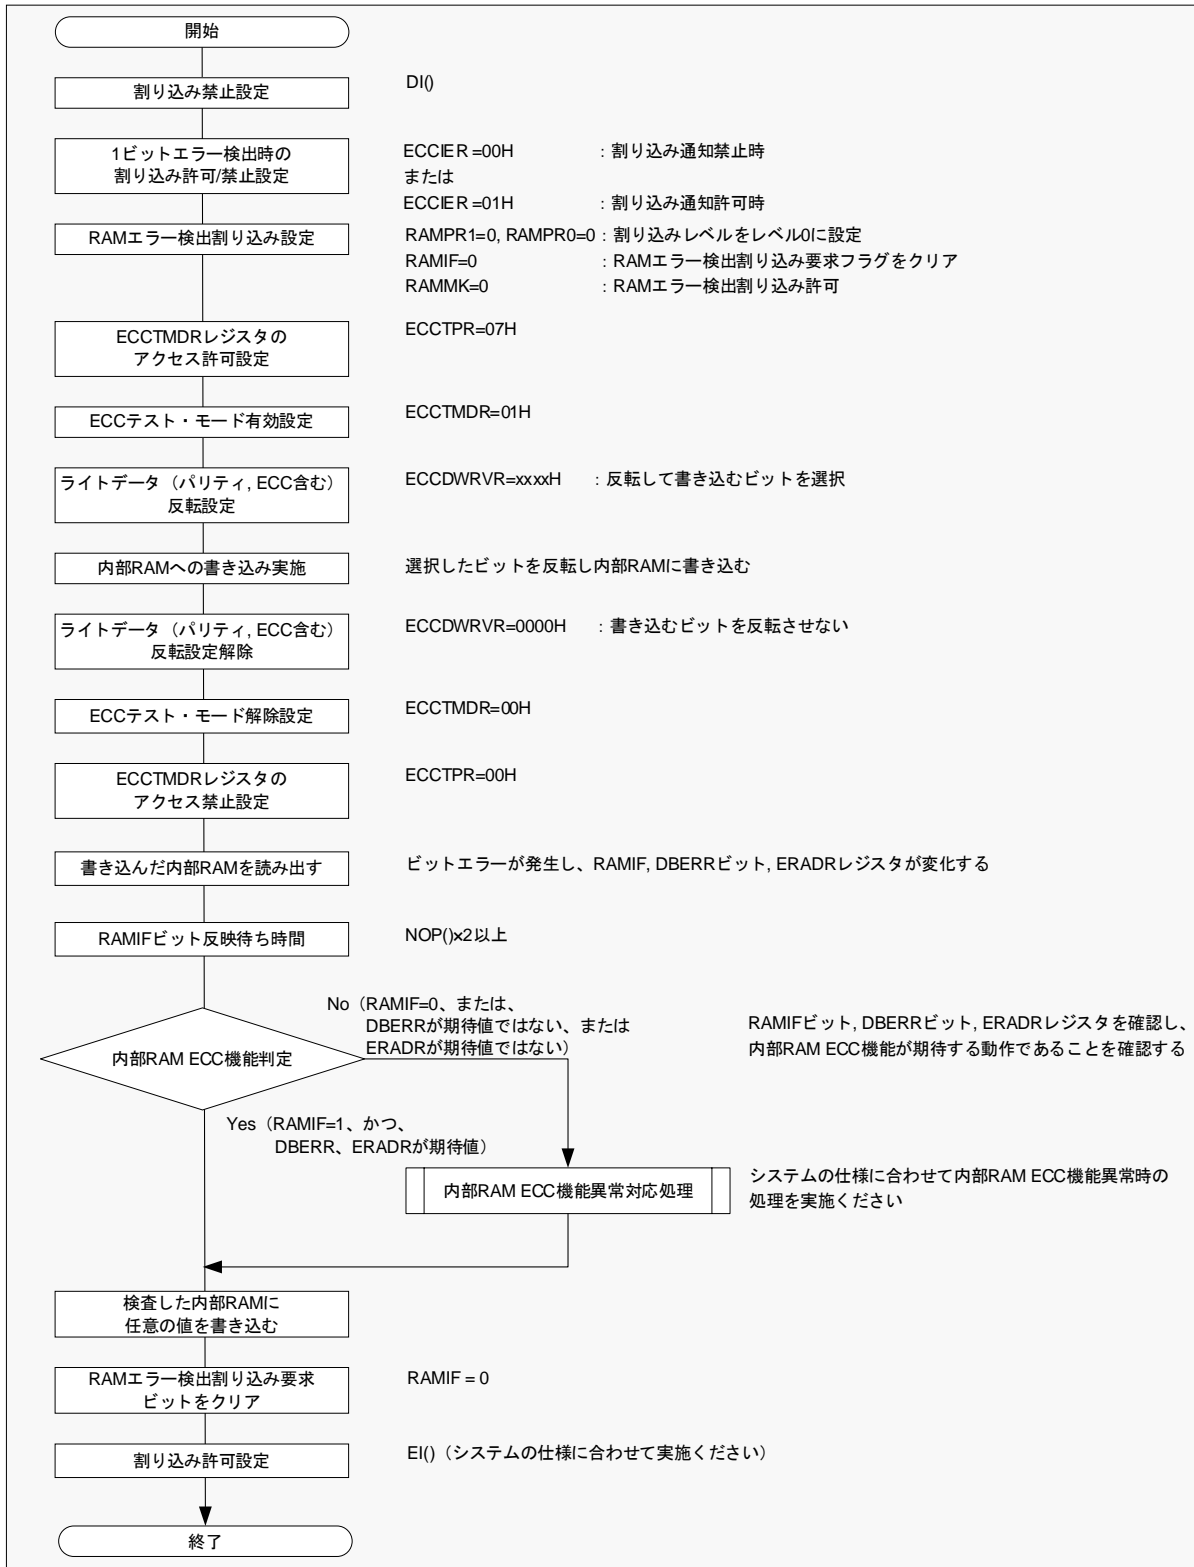 開始
割り込み禁止設定
DI()
1ビットエラー検出時の
割り込み許可/禁止設定
ECCIER =00H ：割り込み通知禁止時
または
ECCIER =01H ：割り込み通知許可時
RAMエラー検出割り込み設定
RAMPR1=0, RAMPR0=0：割り込みレベルをレベル0に設定
RAMIF=0 ：RAMエラー検出割り込み要求フラグをクリア
RAMMK=0 ：RAMエラー検出割り込み許可
ECCTMDRレジスタの
アクセス許可設定
ECCTPR=07H
ECCテスト・モード有効設定
ECCTMDR=01H
ライトデータ（パリティ, ECC含む）
反転設定
ECCDWRVR=xxxxH ：反転して書き込むビットを選択
内部RAMへの書き込み実施
選択したビットを反転し内部RAMに書き込む
ライトデータ（パリティ, ECC含む）
反転設定解除
ECCDWRVR=0000H ：書き込むビットを反転させない
ECCテスト・モード解除設定
ECCTMDR=00H
ECCTMDRレジスタの
アクセス禁止設定
ECCTPR=00H
書き込んだ内部RAMを読み出す
ビットエラーが発生し、RAMIF, DBERRビット, ERADRレジスタが変化する
RAMIFビット反映待ち時間
NOP()×2以上
No（RAMIF=0、または、
DBERRが期待値ではない、または
ERADRが期待値ではない）
内部RAM ECC機能判定
RAMIFビット, DBERRビット, ERADRレジスタを確認し、
内部RAM ECC機能が期待する動作であることを確認する
Yes（RAMIF=1、かつ、
DBERR、ERADRが期待値）
内部RAM ECC機能異常対応処理
システムの仕様に合わせて内部RAM ECC機能異常時の
処理を実施ください
検査した内部RAMに
任意の値を書き込む
RAMエラー検出割り込み要求
ビットをクリア
RAMIF = 0
割り込み許可設定
EI()（システムの仕様に合わせて実施ください）
終了